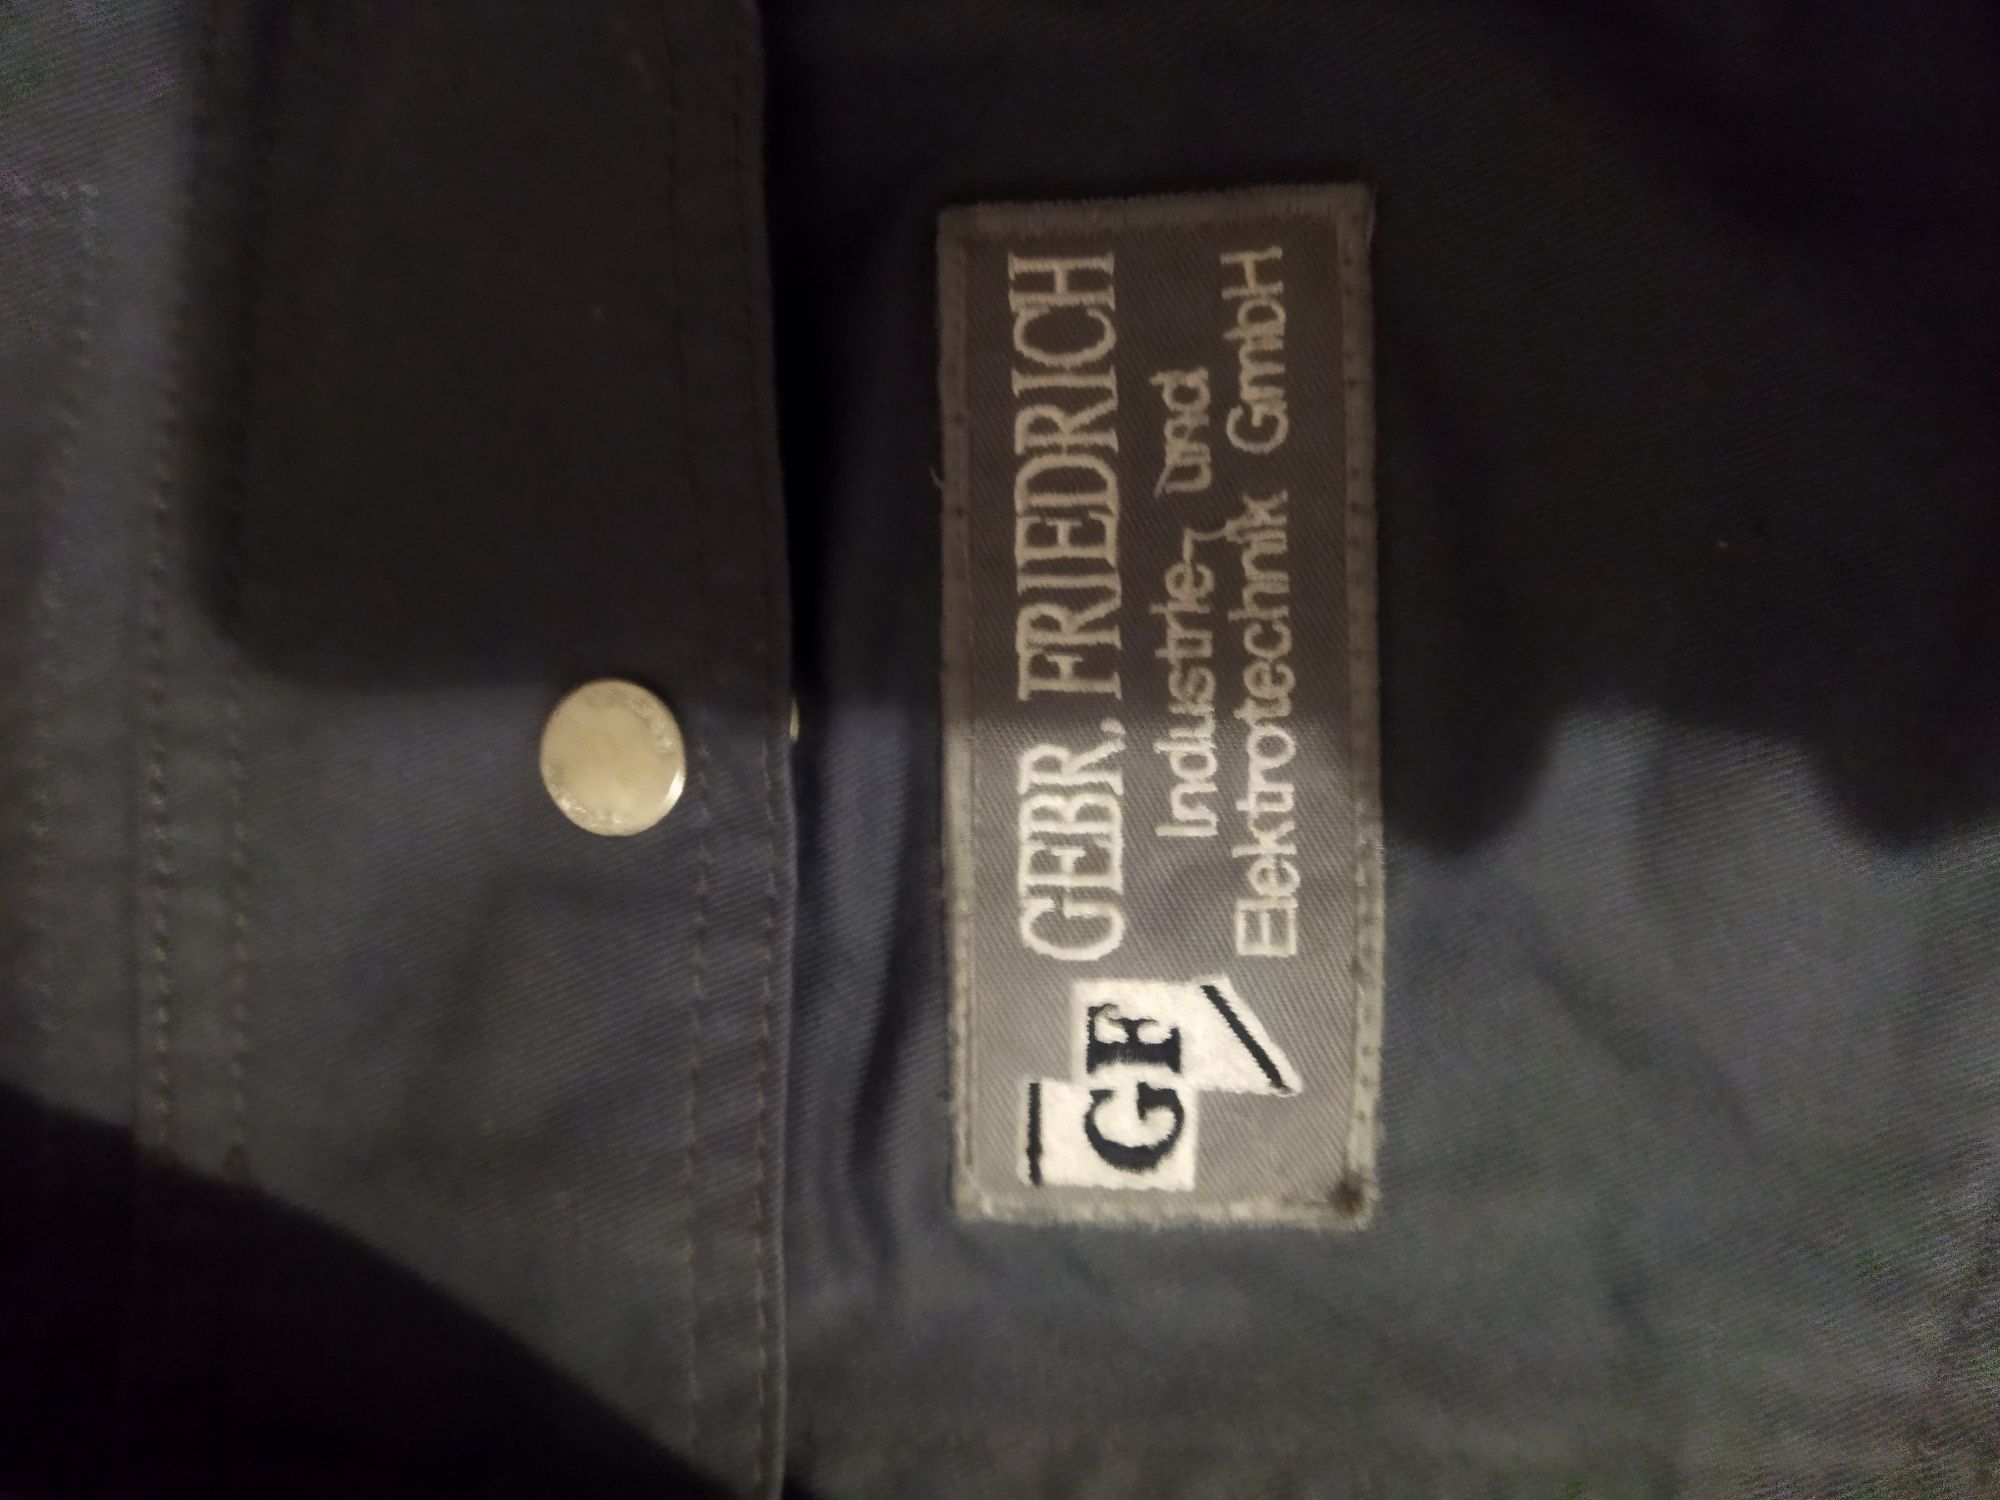 GF
GEBR. FRIEDRICH
Industrie- und
Elektrotechnik GmbH